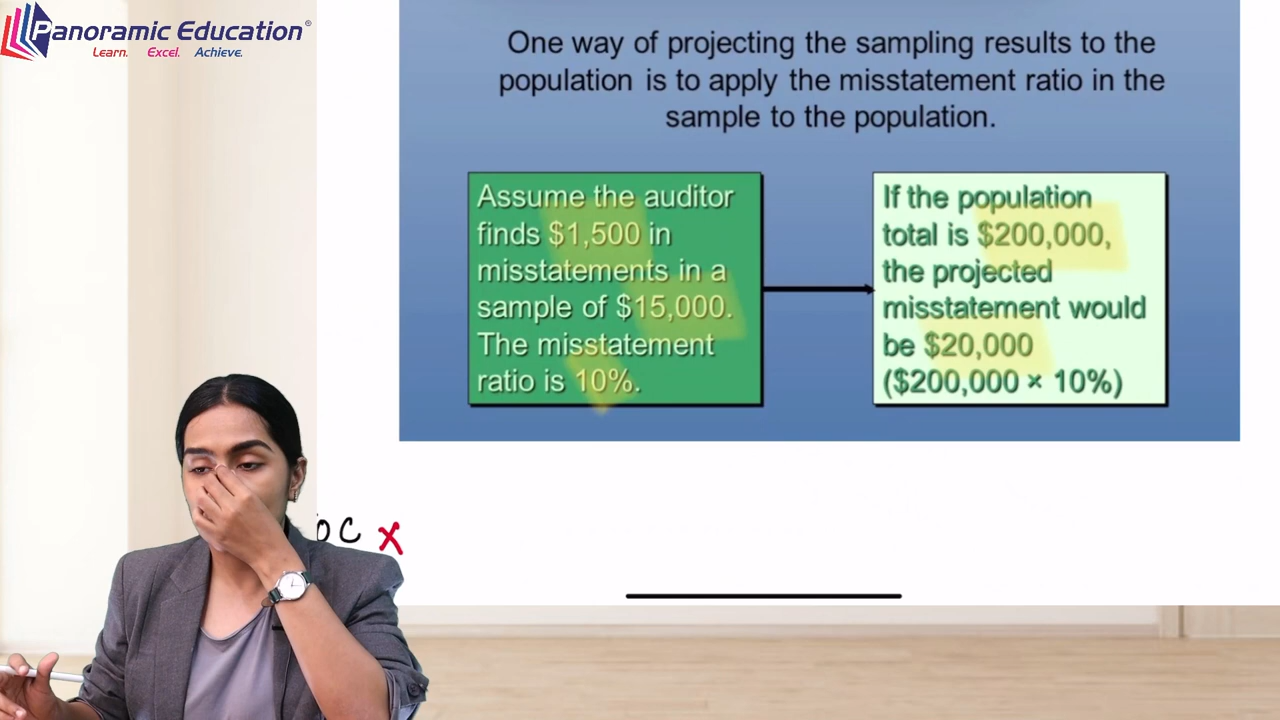 Panoramic Education®
Learn. Excel. Achieve.
One way of projecting the sampling results to the
population is to apply the misstatement ratio in the
sample to the population.
Assume the auditor
finds $1,500 in
misstatements in a
sample of $15,000.
The misstatement
ratio is 10%.
If the population
total is $200,000,
the projected
misstatement would
be $20,000
($200,000 × 10%)